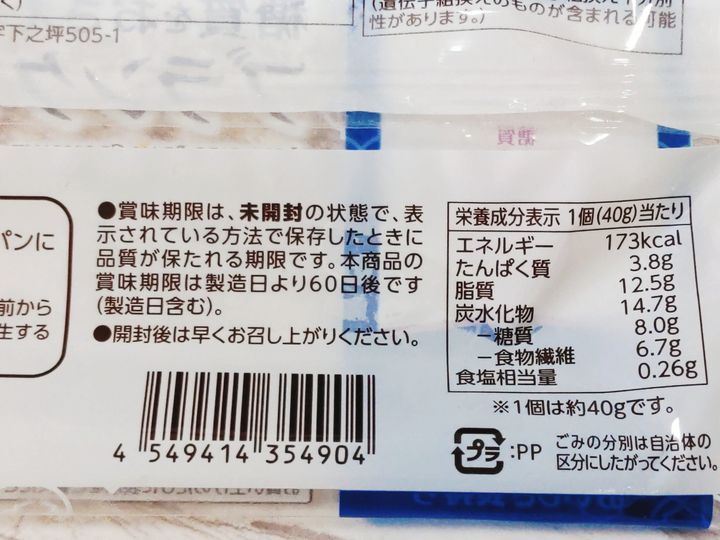 下之坪505-1
性があります。)
●賞味期限は、未開封の状態で、表
示されている方法で保存したときに
品質が保たれる期限です。本商品の
賞味期限は製造日より60日後です
(製造日含む)。
●開封後は早くお召し上がりください。
パンに
前から
生する
栄養成分表示 1個(40g)当たり
エネルギー 173kcal
たんぱく質 3.8g
脂質 12.5g
炭水化物 14.7g
−糖質 8.0g
−食物繊維 6.7g
食塩相当量 0.26g
※1個は約40gです。
プラ :PP
ごみの分別は自治体の
区分にしたがってください。
4 549414 354904